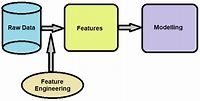 Raw Data
Features
Modelling
Feature
Engineering